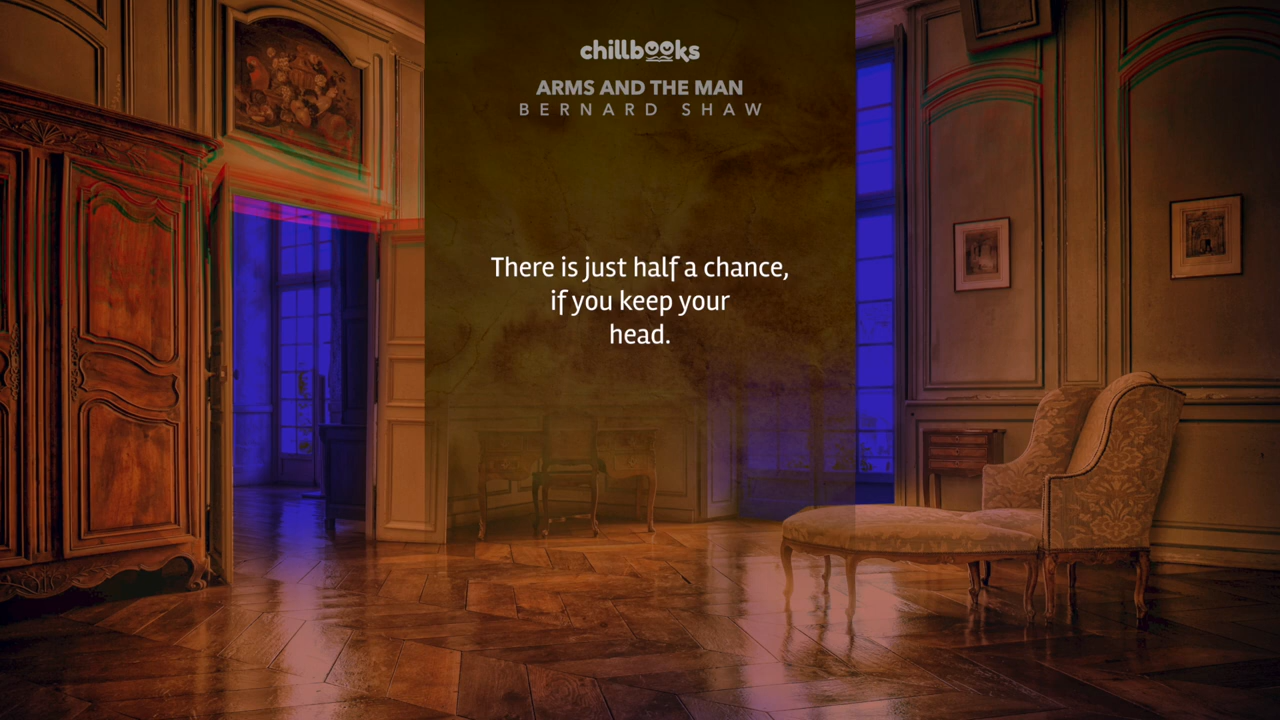 chillbooks
ARMS AND THE MAN
BERNARD SHAW
There is just half a chance,
if you keep your
head.